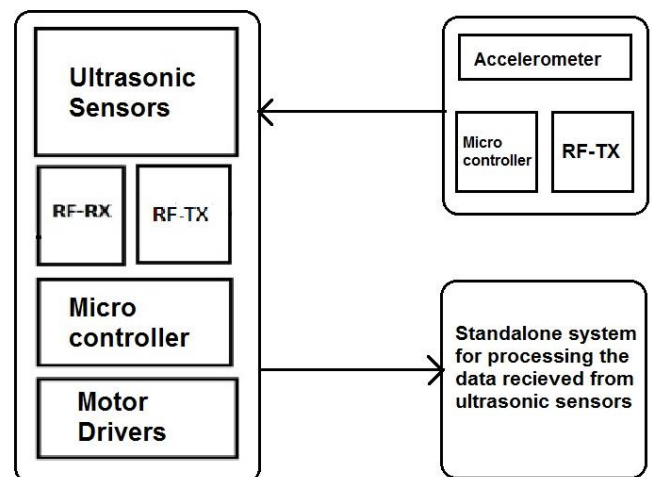 Ultrasonic
Sensors
RF-RX
RF-TX
Micro
controller
Motor
Drivers
Accelerometer
Micro
controller
RF-TX
Standalone system
for processing the
data recieved from
ultrasonic sensors